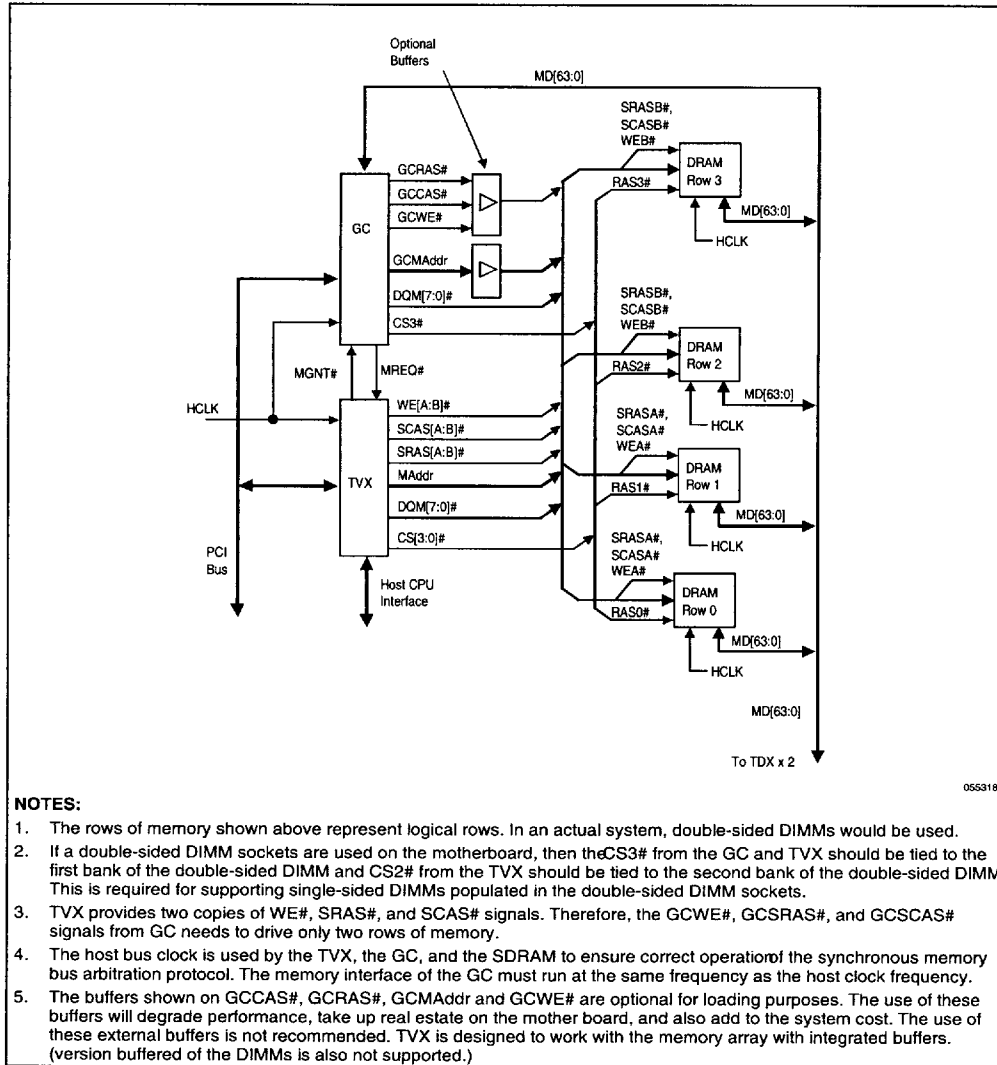 Optional
Buffers
MD[63:0]
SRASB#,
SCASB#
WEB#
GCRAS#
DRAM
Row 3
GCCAS#
RAS3#
GCWE#
MD[63:0]
GC
HCLK
GCMAddr
SRASB#,
SCASB#
WEB#
DQM[7:0]#
CS3#
DRAM
Row 2
MGNT#
MREQ#
RAS2#
MD[63:0]
HCLK
WE[A:B]#
HCLK
SCAS[A:B]#
SRASA#,
SCASA#
WEA#
SRAS[A:B]#
TVX
MAddr
DRAM
Row 1
RAS1#
DQM[7:0]#
MD[63:0]
CS[3:0]#
SRASA#,
SCASA#
WEA#
HCLK
PCI
Bus
Host CPU
Interface
DRAM
Row 0
RAS0#
MD[63:0]
HCLK
MD[63:0]
To TDX x 2
055318
NOTES:
1. The rows of memory shown above represent logical rows. In an actual system, double-sided DIMMs would be used.
2. If a double-sided DIMM sockets are used on the motherboard, then theCS3# from the GC and TVX should be tied to the
first bank of the double-sided DIMM and CS2# from the TVX should be tied to the second bank of the double-sided DIMM
This is required for supporting single-sided DIMMs populated in the double-sided DIMM sockets.
3. TVX provides two copies of WE#, SRAS#, and SCAS# signals. Therefore, the GCWE#, GCSRAS#, and GCSCAS#
signals from GC needs to drive only two rows of memory.
4. The host bus clock is used by the TVX, the GC, and the SDRAM to ensure correct operationof the synchronous memory
bus arbitration protocol. The memory interface of the GC must run at the same frequency as the host clock frequency.
5. The buffers shown on GCCAS#, GCRAS#, GCMAddr and GCWE# are optional for loading purposes. The use of these
buffers will degrade performance, take up real estate on the mother board, and also add to the system cost. The use of
these external buffers is not recommended. TVX is designed to work with the memory array with integrated buffers.
(version buffered of the DIMMs is also not supported.)